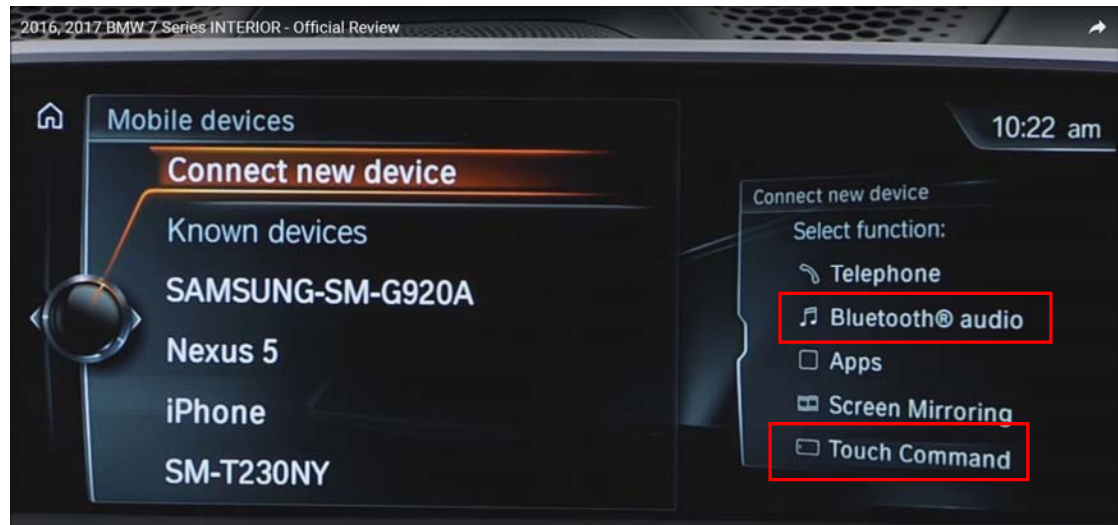 2016, 2017 BMW 7 Series INTERIOR - Official Review
Mobile devices
10:22 am
Connect new device
Known devices
SAMSUNG-SM-G920A
Nexus 5
iPhone
SM-T230NY
Connect new device
Select function:
Telephone
Bluetooth® audio
Apps
Screen Mirroring
Touch Command